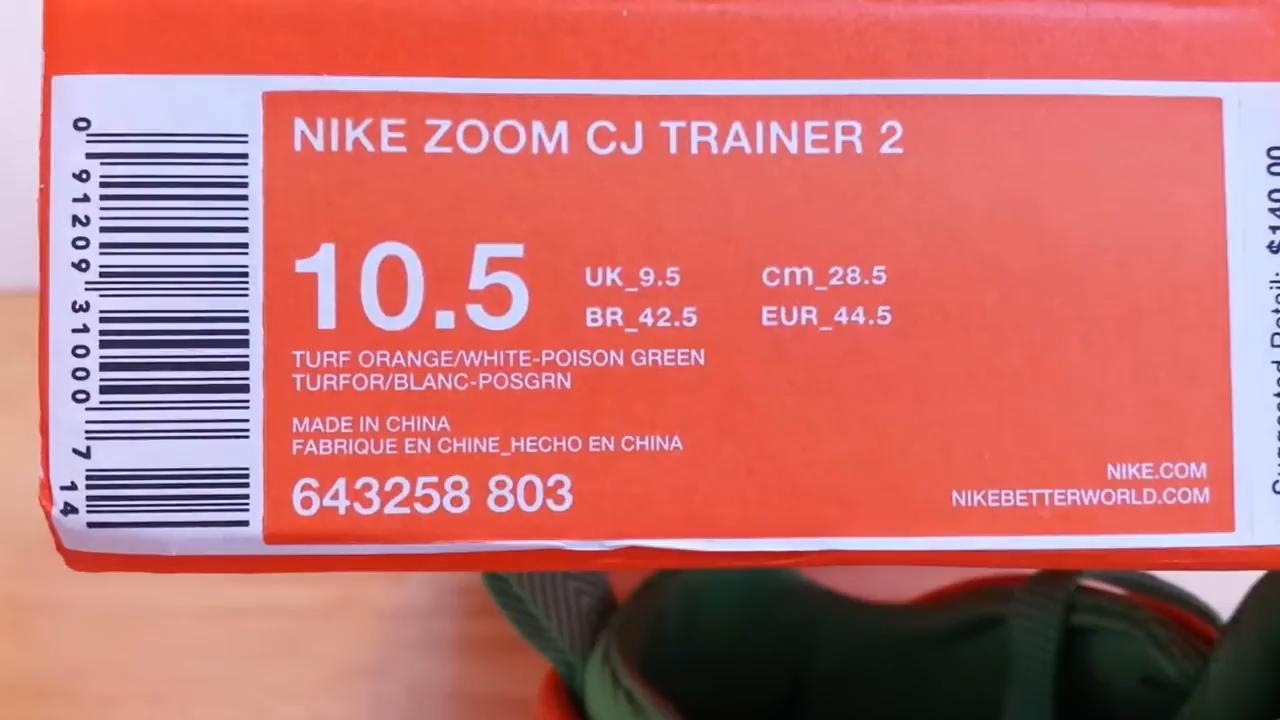 NIKE ZOOM CJ TRAINER 2
10.5
UK_9.5 cm_28.5
BR_42.5 EUR_44.5
TURF ORANGE/WHITE-POISON GREEN
TURFOR/BLANC-POSGRN
MADE IN CHINA
FABRIQUE EN CHINE_HECHO EN CHINA
643258 803
NIKE.COM
NIKEBETTERWORLD.COM
0 91209 31000 7 14
Suggested Retail: $140.00